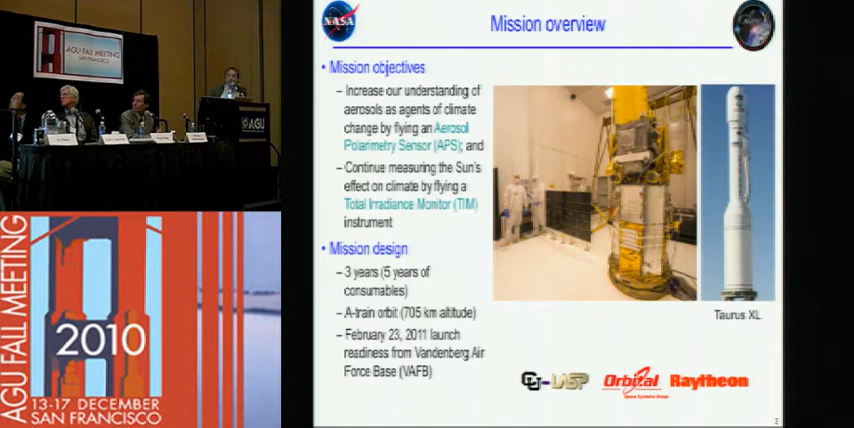 AGU FALL MEETING
SAN FRANCISCO
AGU
AGU FALL MEETING
2010
13-17 DECEMBER
SAN FRANCISCO
NASA
Mission overview
• Mission objectives
– Increase our understanding of
aerosols as agents of climate
change by flying an Aerosol
Polarimetry Sensor (APS); and
– Continue measuring the Sun's
effect on climate by flying a
Total Irradiance Monitor (TIM)
instrument
• Mission design
– 3 years (5 years of
consumables)
– A-train orbit (705 km altitude)
– February 23, 2011 launch
readiness from Vandenberg Air
Force Base (VAFB)
Taurus XL
CU-LASP
Orbital
Raytheon
2